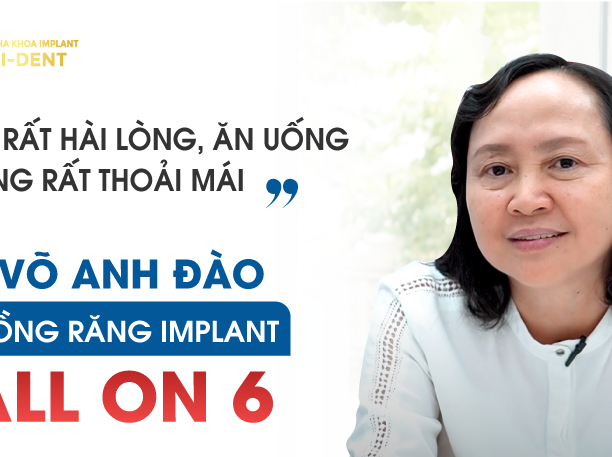 HA KHOA IMPLANT
I-DENT
RẤT HÀI LÒNG, ĂN UỐNG
NG RẤT THOẢI MÁI ”
VÕ ANH ĐÀO
ỒNG RĂNG IMPLANT
ALL ON 6